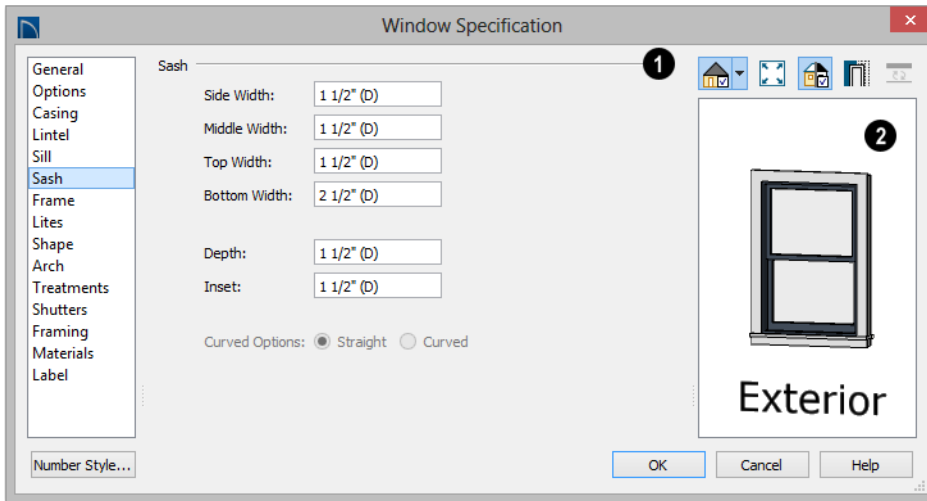 Window Specification
General
Options
Casing
Lintel
Sill
Sash
Frame
Lites
Shape
Arch
Treatments
Shutters
Framing
Materials
Label
Number Style...
Sash
Side Width: 1 1/2" (D)
Middle Width: 1 1/2" (D)
Top Width: 1 1/2" (D)
Bottom Width: 2 1/2" (D)
Depth: 1 1/2" (D)
Inset: 1 1/2" (D)
Curved Options: Straight Curved
1
2
Exterior
OK Cancel Help